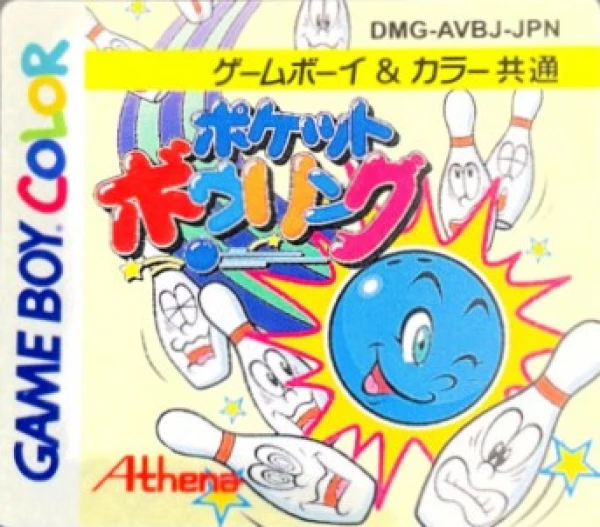 DMG-AVBJ-JPN
ゲームボーイ & カラー共通
GAME BOY COLOR
ポケット
ボウリング
Athena